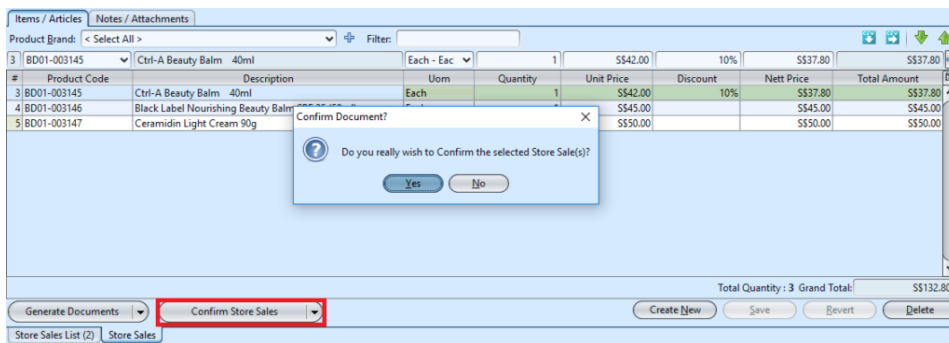 Items / Articles Notes / Attachments
Product Brand: < Select All > Filter:
3 BD01-003145 Ctrl-A Beauty Balm 40ml Each - Eac 1 S$42.00 10% S$37.80 S$37.80
# Product Code Description Uom Quantity Unit Price Discount Nett Price Total Amount
3 BD01-003145 Ctrl-A Beauty Balm 40ml Each 1 S$42.00 10% S$37.80 S$37.80
4 BD01-003146 Black Label Nourishing Beauty Balm S$45.00 S$45.00 S$45.00
5 BD01-003147 Ceramidin Light Cream 90g S$50.00 S$50.00 S$50.00
Confirm Document?
Do you really wish to Confirm the selected Store Sale(s)?
Yes No
Total Quantity : 3 Grand Total: S$132.80
Generate Documents Confirm Store Sales Create New Save Revert Delete
Store Sales List (2) Store Sales